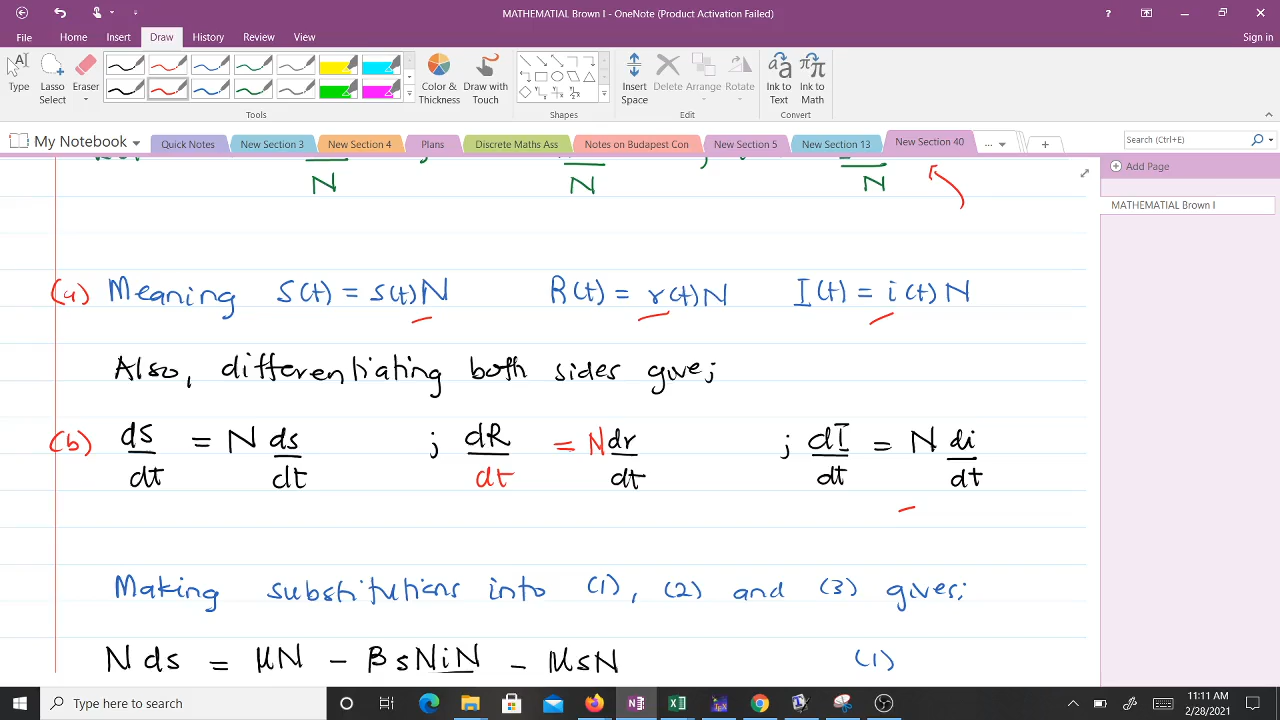 MATHEMATIAL Brown I - OneNote (Product Activation Failed)
File Home Insert Draw History Review View Sign in
Type Lasso Select Eraser Color & Thickness Draw with Touch Insert Space Delete Arrange Rotate Ink to Text Ink to Math
Tools Shapes Edit Convert
My Notebook Quick Notes New Section 3 New Section 4 Plans Discrete Maths Ass Notes on Budapest Con New Section 5 New Section 13 New Section 40 ... Search (Ctrl+E)
Add Page
MATHEMATIAL Brown I
N N N
(a) Meaning S(t) = s(t)N R(t) = r(t)N I(t) = i(t)N
Also, differentiating both sides give;
(b) dS/dt = N ds/dt ; dR/dt = N dr/dt ; dI/dt = N di/dt
Making substitutions into (1), (2) and (3) gives;
N ds = μN - βsNiN - μsN (1)
Type here to search
11:11 AM
2/28/2021